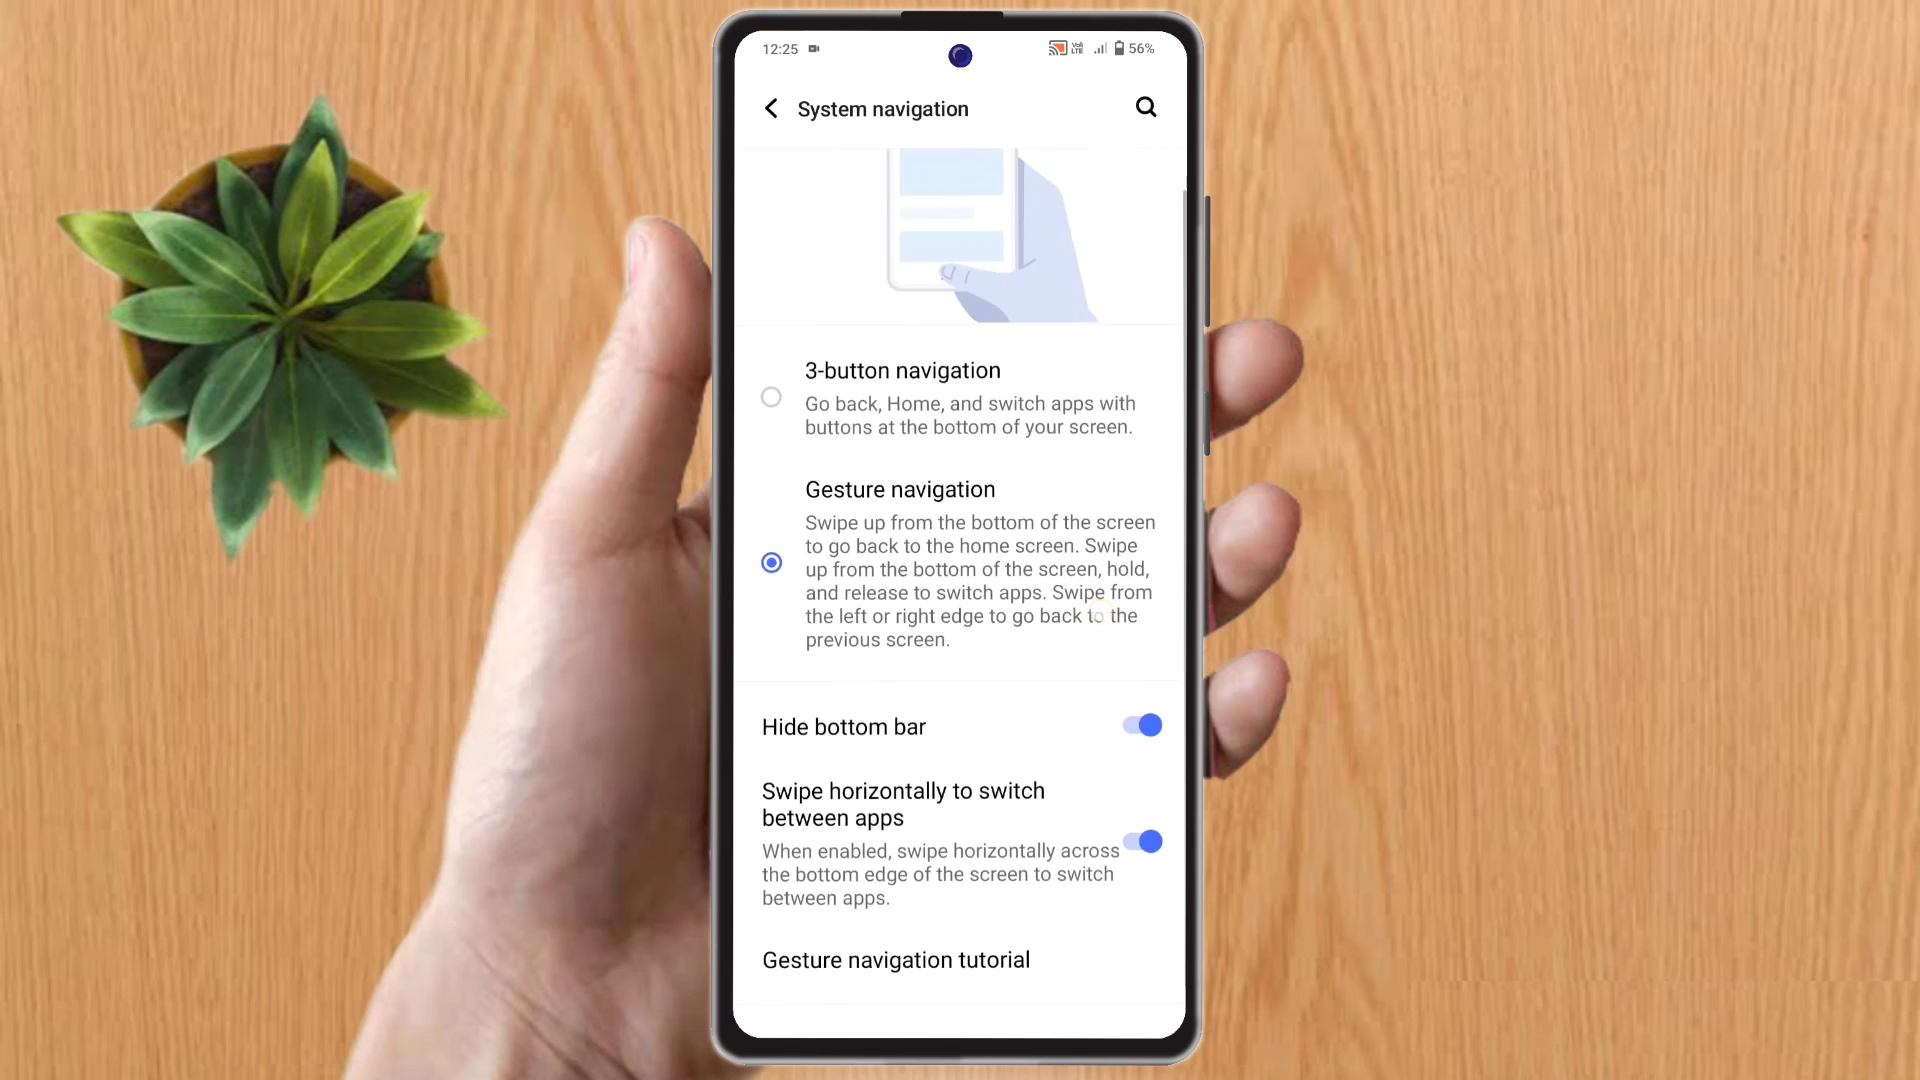 12:25
Vo) LTE 56%
System navigation
3-button navigation
Go back, Home, and switch apps with
buttons at the bottom of your screen.
Gesture navigation
Swipe up from the bottom of the screen
to go back to the home screen. Swipe
up from the bottom of the screen, hold,
and release to switch apps. Swipe from
the left or right edge to go back to the
previous screen.
Hide bottom bar
Swipe horizontally to switch
between apps
When enabled, swipe horizontally across
the bottom edge of the screen to switch
between apps.
Gesture navigation tutorial